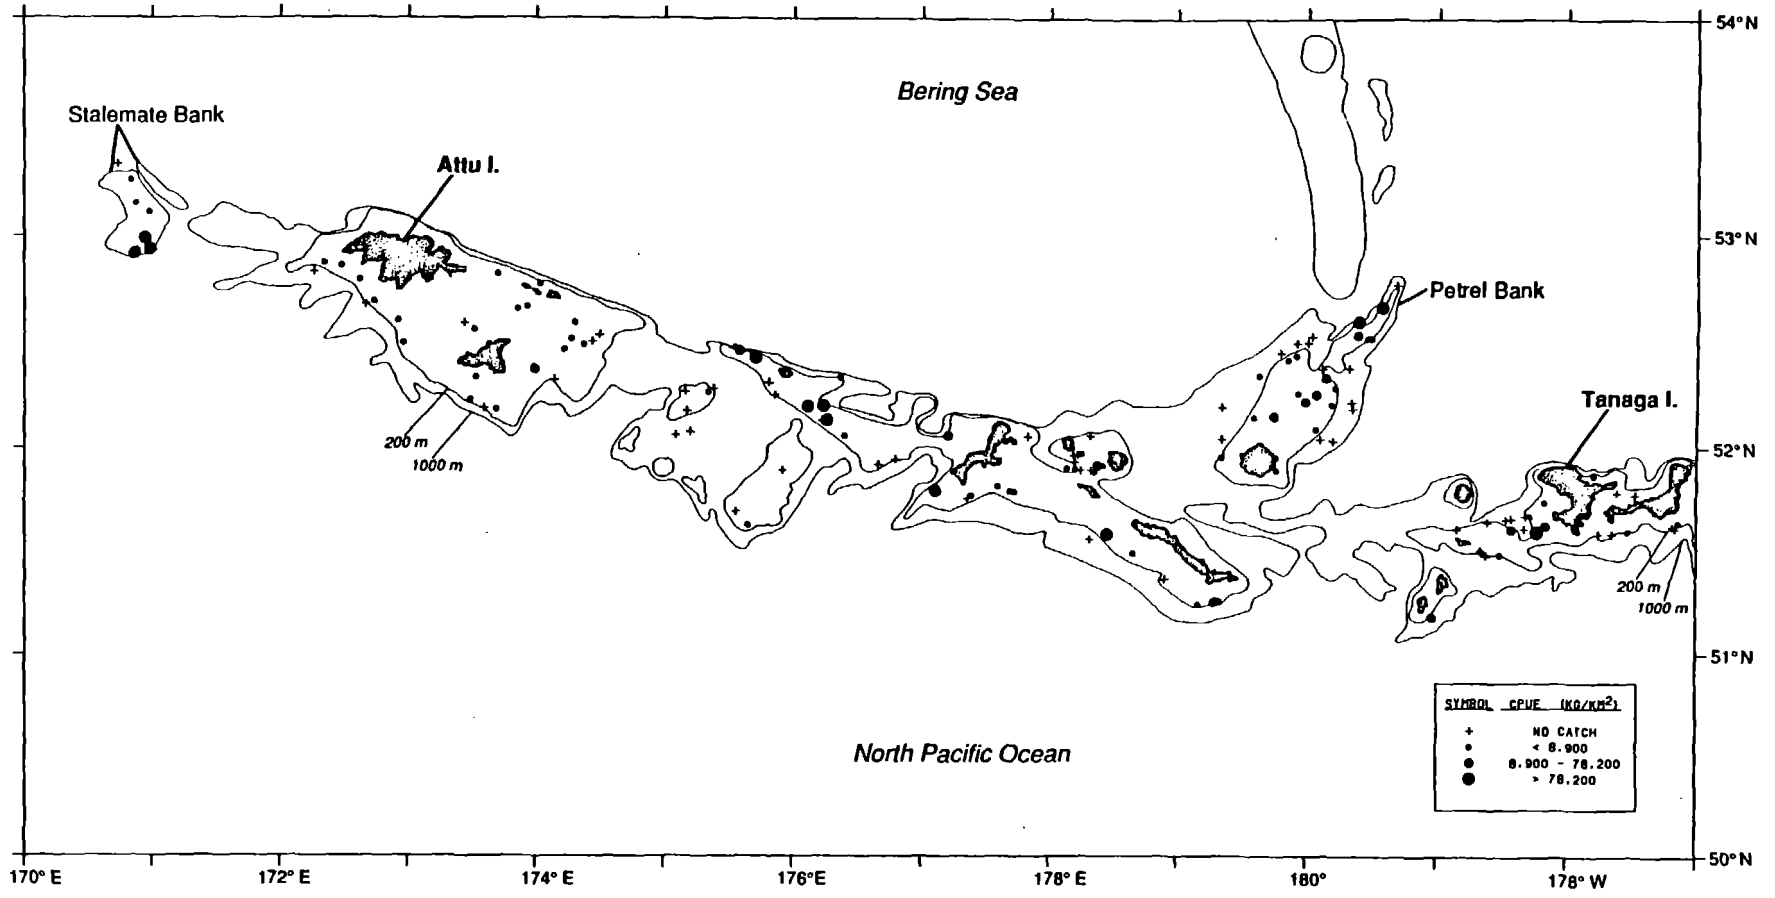 54°N
Bering Sea
Stalemate Bank
Attu I.
53°N
Petrel Bank
Tanaga I.
200 m
1000 m
52°N
200 m
1000 m
51°N
SYMBOL CPUE (KG/KM²)
+ NO CATCH
< 8.900
8.900 - 78.200
> 78.200
North Pacific Ocean
50°N
170° E 172° E 174° E 176° E 178° E 180° 178° W